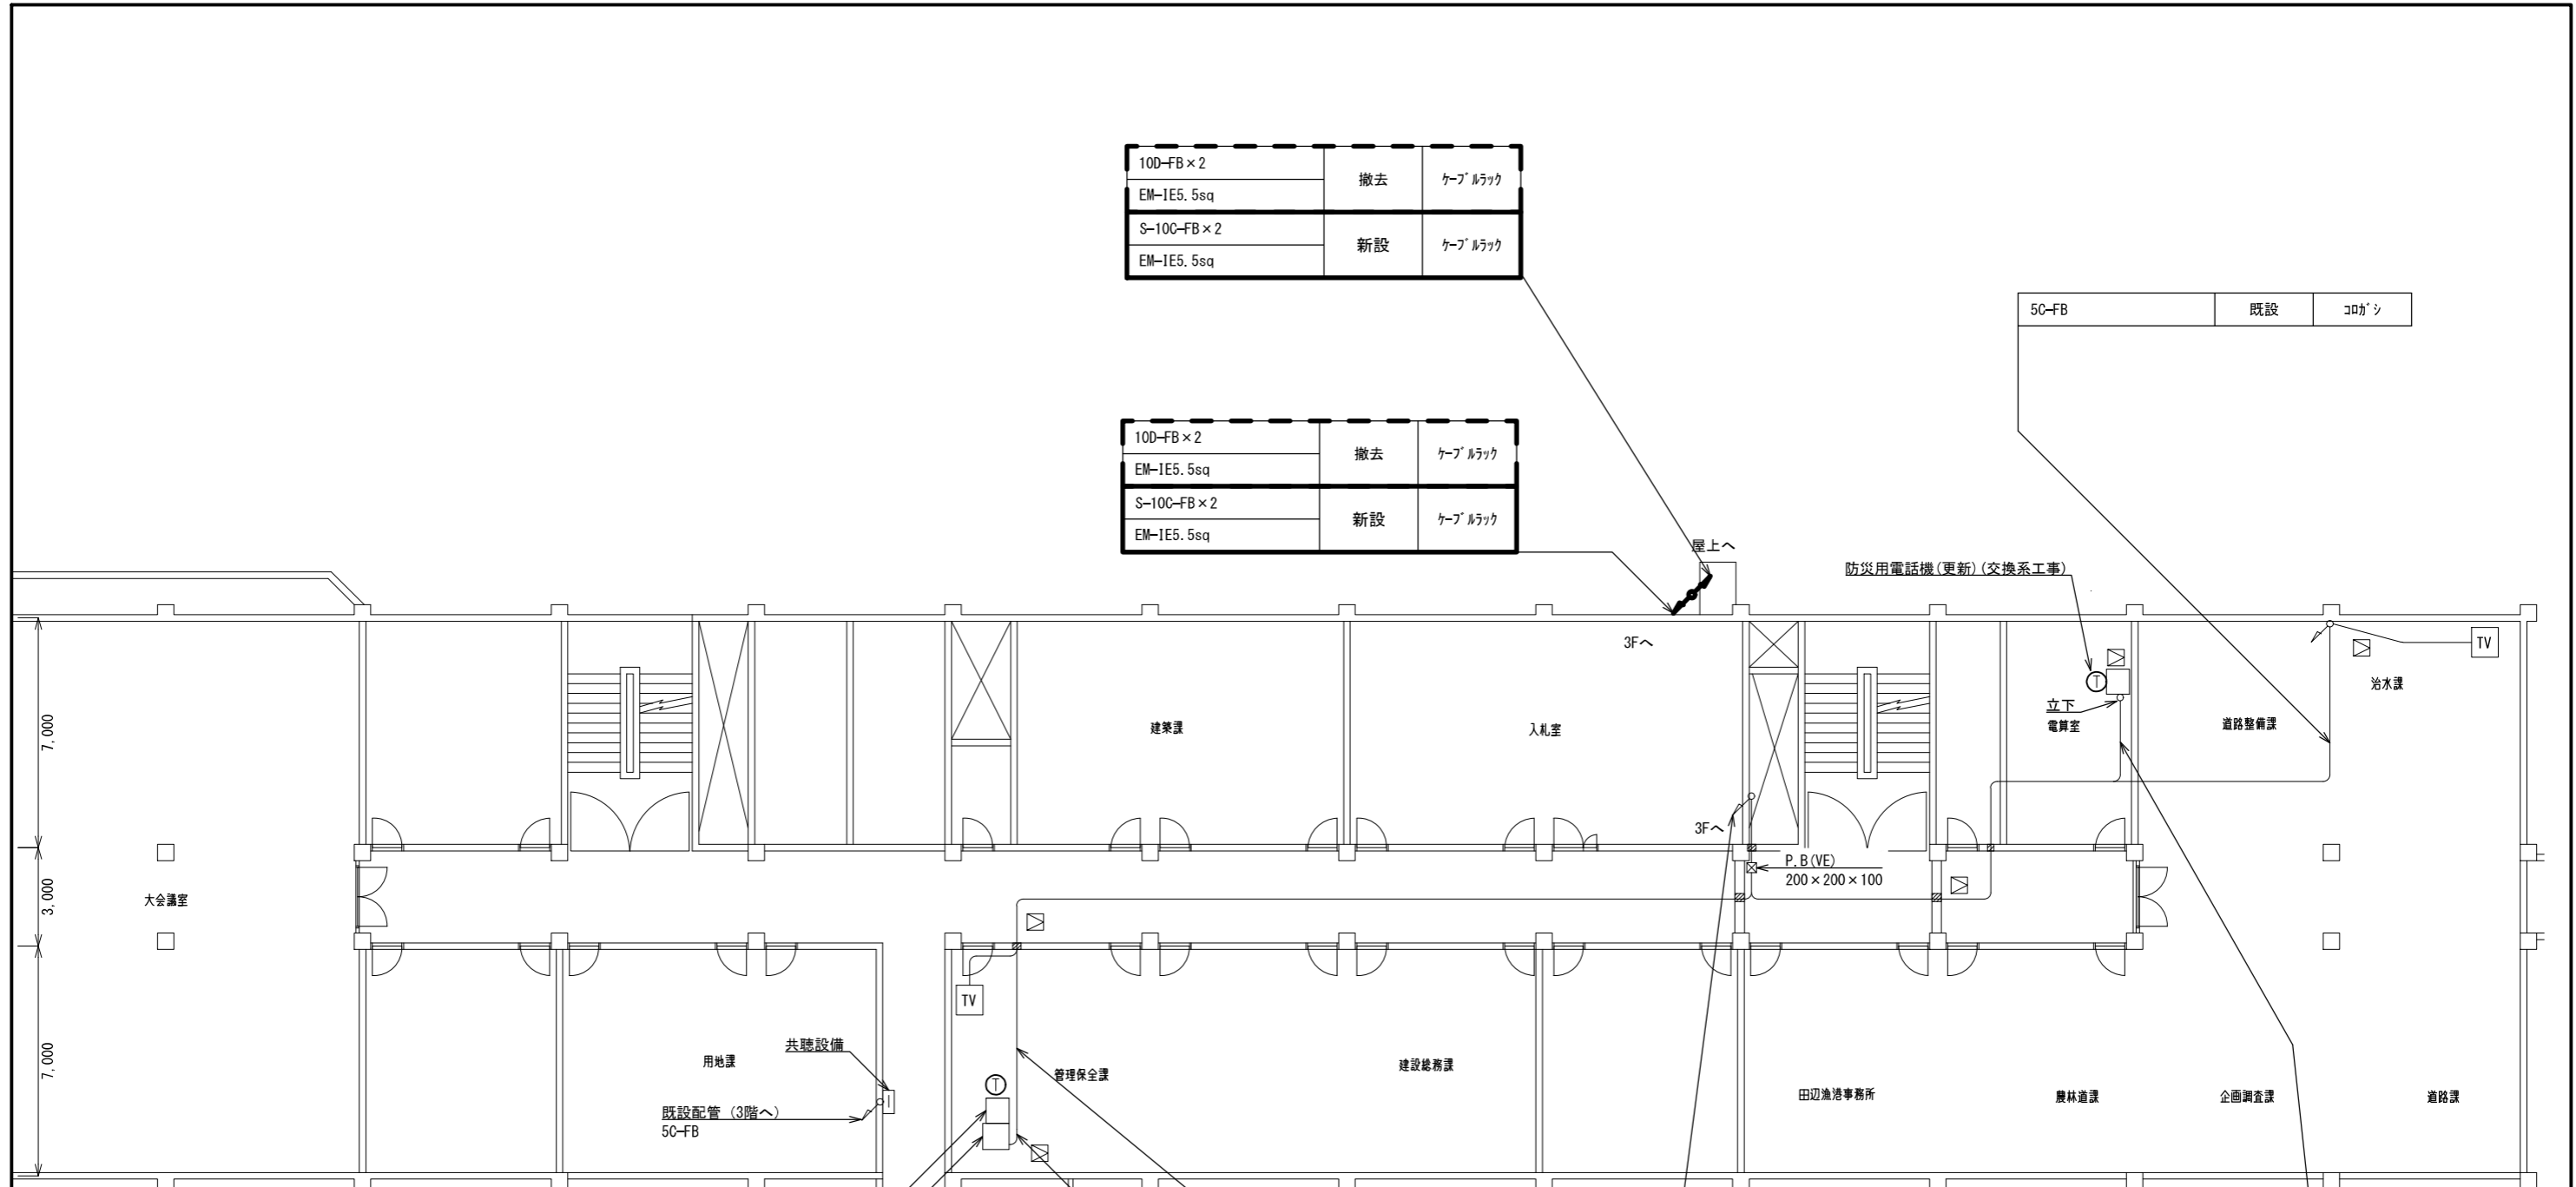 10D-FB×2
EM-IE5.5sq
撤去
ｹｰﾌﾞﾙﾗｯｸ
S-10C-FB×2
EM-IE5.5sq
新設
ｹｰﾌﾞﾙﾗｯｸ
5C-FB
既設
ｺﾛｶﾞｼ
10D-FB×2
EM-IE5.5sq
撤去
ｹｰﾌﾞﾙﾗｯｸ
S-10C-FB×2
EM-IE5.5sq
新設
ｹｰﾌﾞﾙﾗｯｸ
屋上へ
防災用電話機(更新)(交換系工事)
3Fへ
TV
T
治水課
立下
電算室
道路整備課
7,000
建築課
入札室
3Fへ
P.B(VE)
200×200×100
3,000
大会議室
TV
7,000
共聴設備
用地課
T
管理保全課
建設総務課
既設配管 (3階へ)
5C-FB
田辺漁港事務所
農林道課
企画調査課
道路課